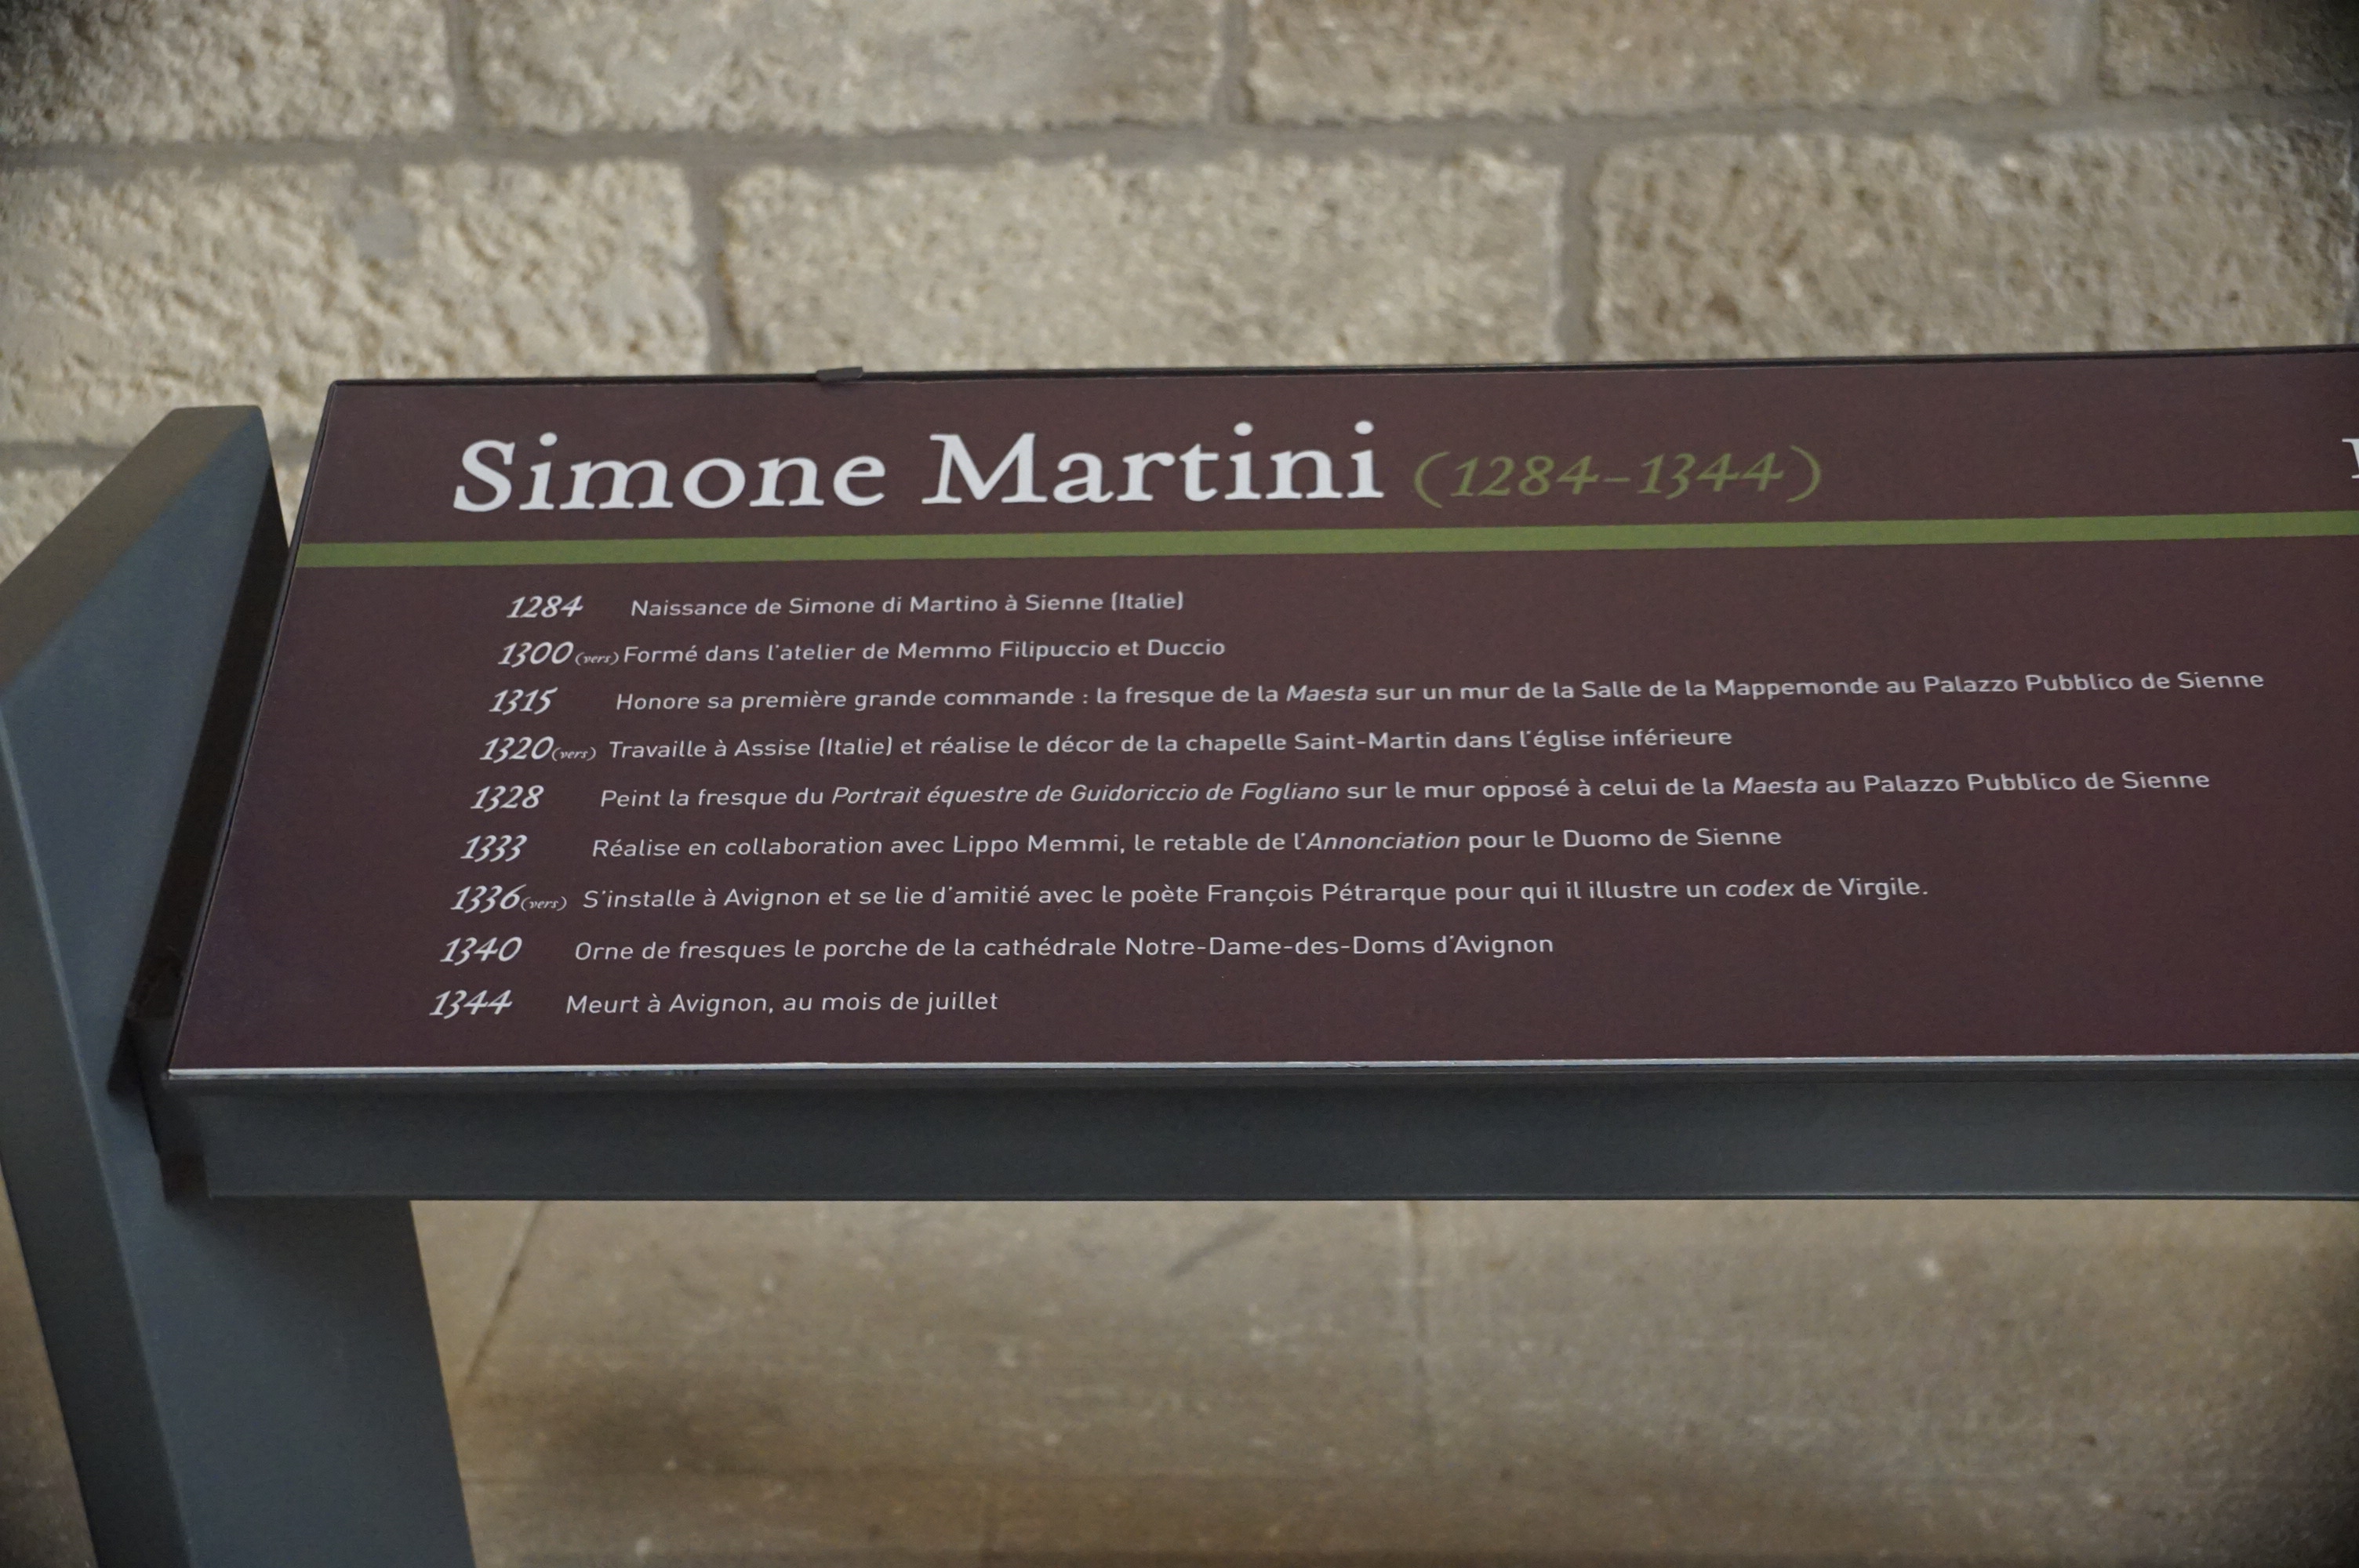 Simone Martini (1284-1344)
1284 Naissance de Simone di Martino à Sienne (Italie)
1300 (vers) Formé dans l'atelier de Memmo Filipuccio et Duccio
1315 Honore sa première grande commande : la fresque de la Maesta sur un mur de la Salle de la Mappemonde au Palazzo Pubblico de Sienne
1320 (vers) Travaille à Assise (Italie) et réalise le décor de la chapelle Saint-Martin dans l'église inférieure
1328 Peint la fresque du Portrait équestre de Guidoriccio de Fogliano sur le mur opposé à celui de la Maesta au Palazzo Pubblico de Sienne
1333 Réalise en collaboration avec Lippo Memmi, le retable de l'Annonciation pour le Duomo de Sienne
1336 (vers) S'installe à Avignon et se lie d'amitié avec le poète François Pétrarque pour qui il illustre un codex de Virgile.
1340 Orne de fresques le porche de la cathédrale Notre-Dame-des-Doms d'Avignon
1344 Meurt à Avignon, au mois de juillet